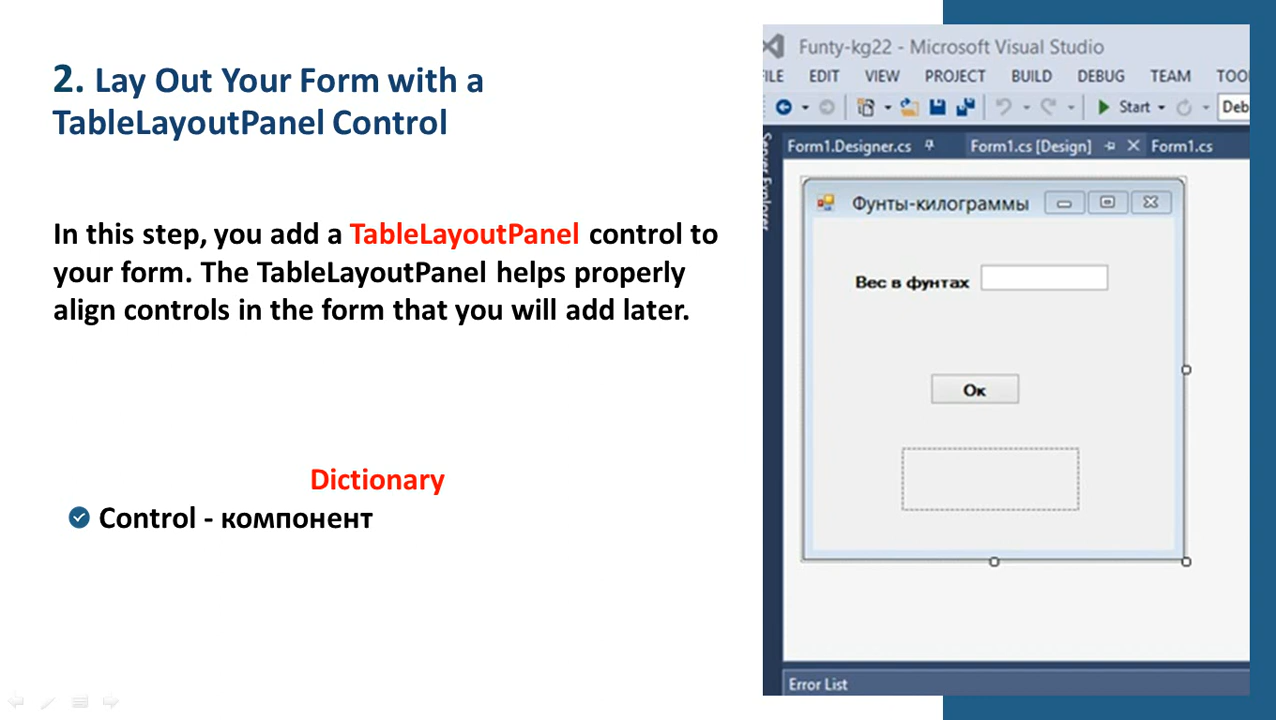 2. Lay Out Your Form with a
TableLayoutPanel Control
In this step, you add a TableLayoutPanel control to
your form. The TableLayoutPanel helps properly
align controls in the form that you will add later.
Dictionary
Control - компонент
Funty-kg22 - Microsoft Visual Studio
ILE EDIT VIEW PROJECT BUILD DEBUG TEAM TOO
Start Deb
Server Explorer
Form1.Designer.cs Form1.cs [Design] Form1.cs
Фунты-килограммы
Вес в фунтах
Ок
Error List